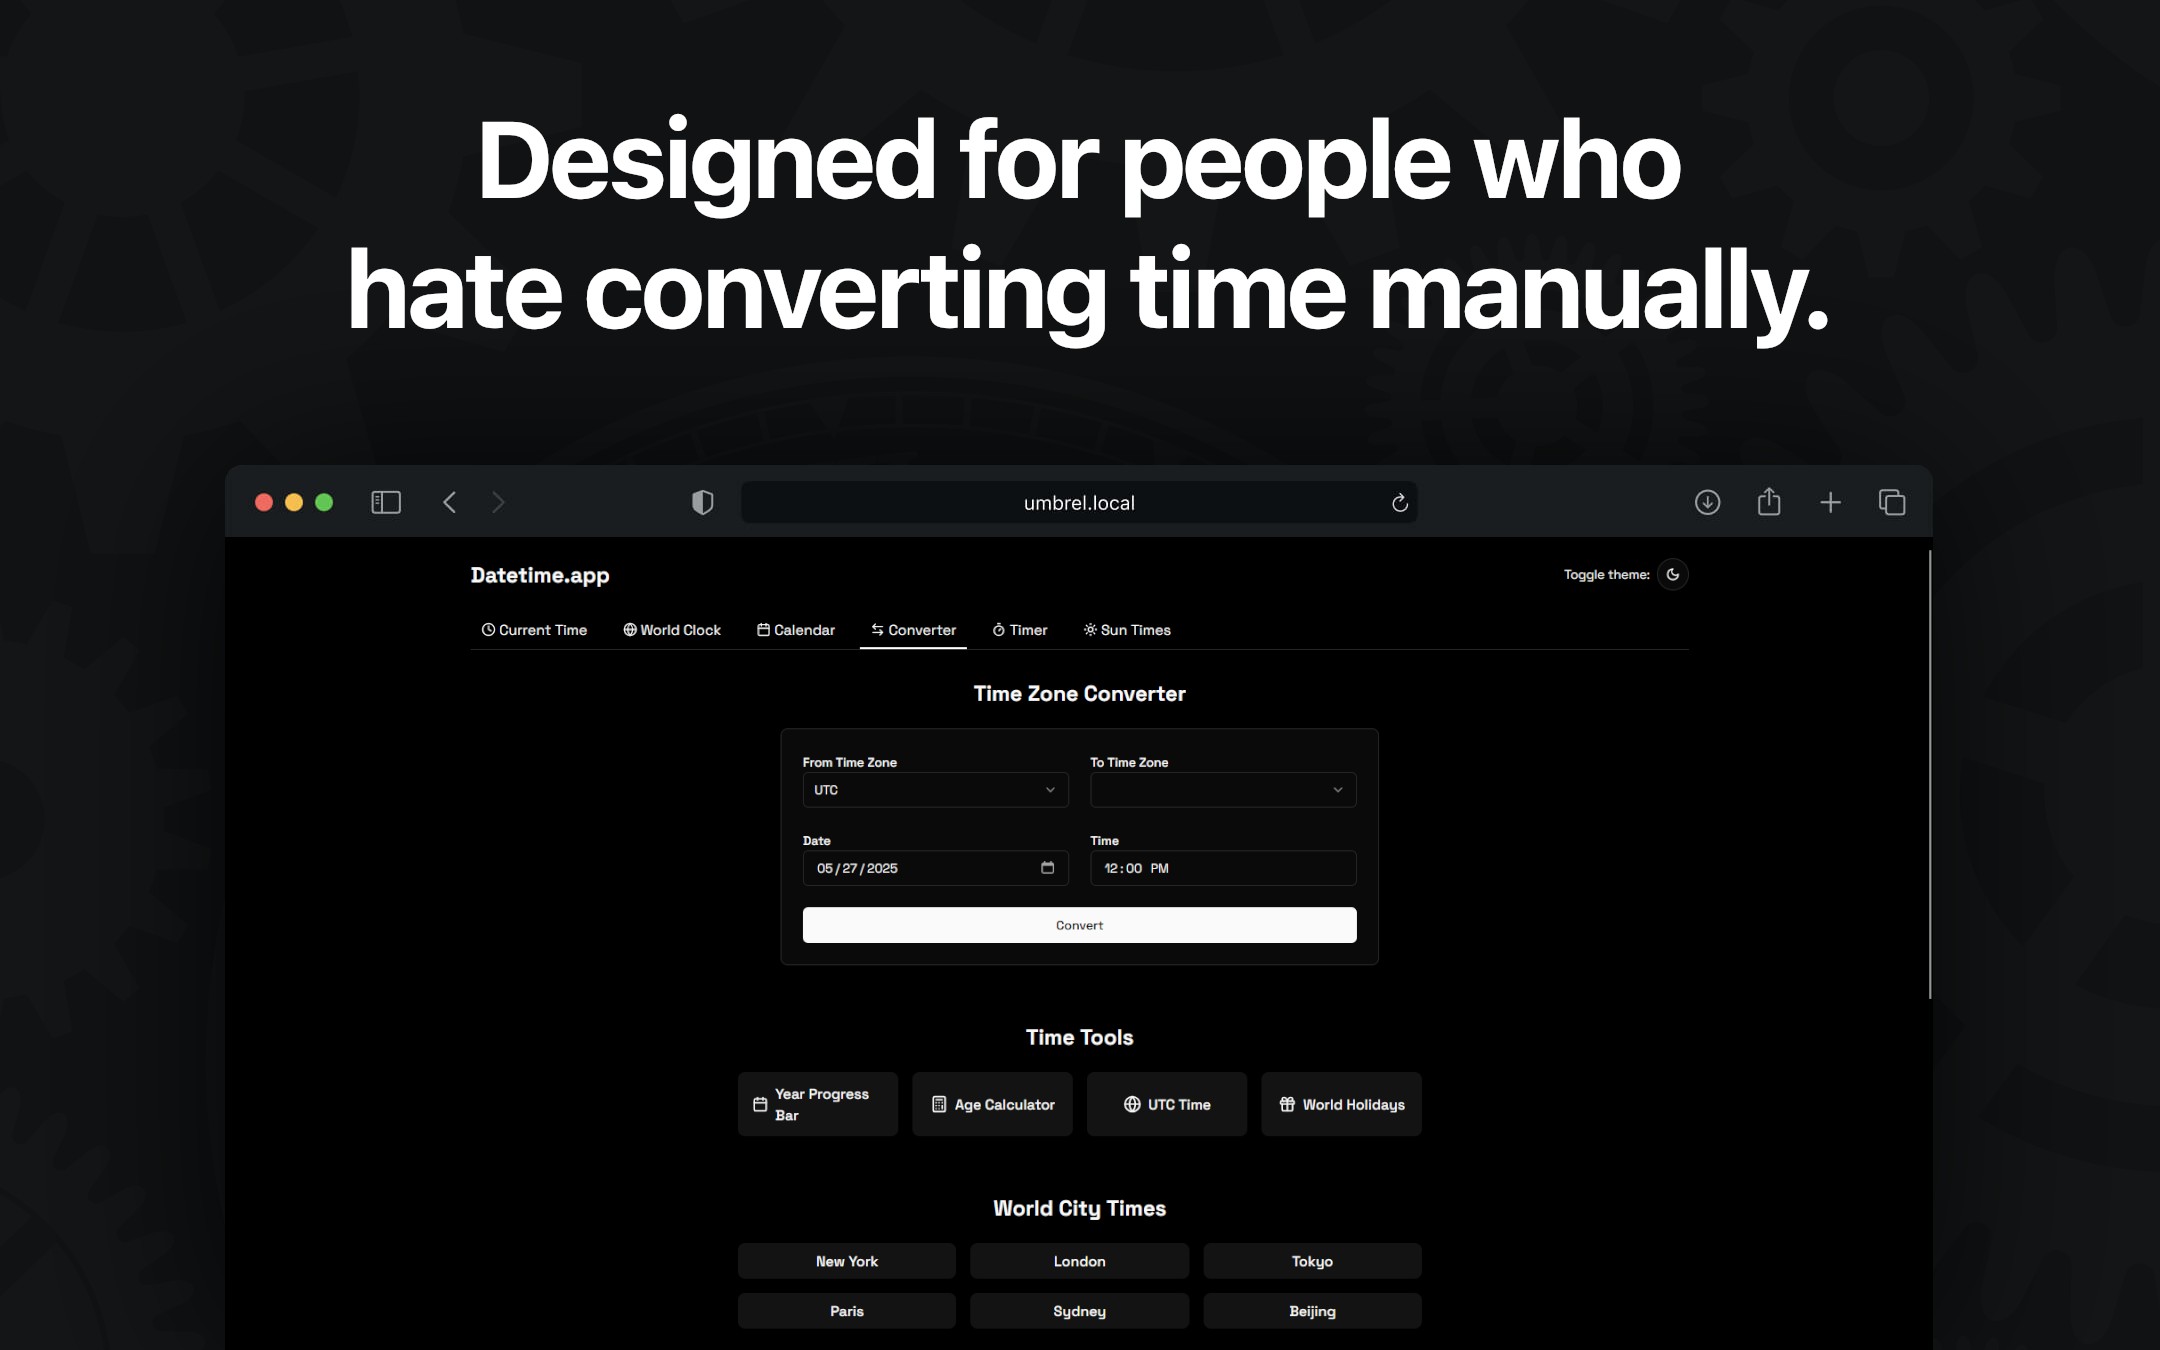 Designed for people who
hate converting time manually.
umbrel.local
Datetime.app
Toggle theme:
Current Time World Clock Calendar Converter Timer Sun Times
Time Zone Converter
From Time Zone To Time Zone
UTC
Date Time
05/27/2025 12:00 PM
Convert
Time Tools
Year Progress
Bar
Age Calculator
UTC Time
World Holidays
World City Times
New York London Tokyo
Paris Sydney Beijing